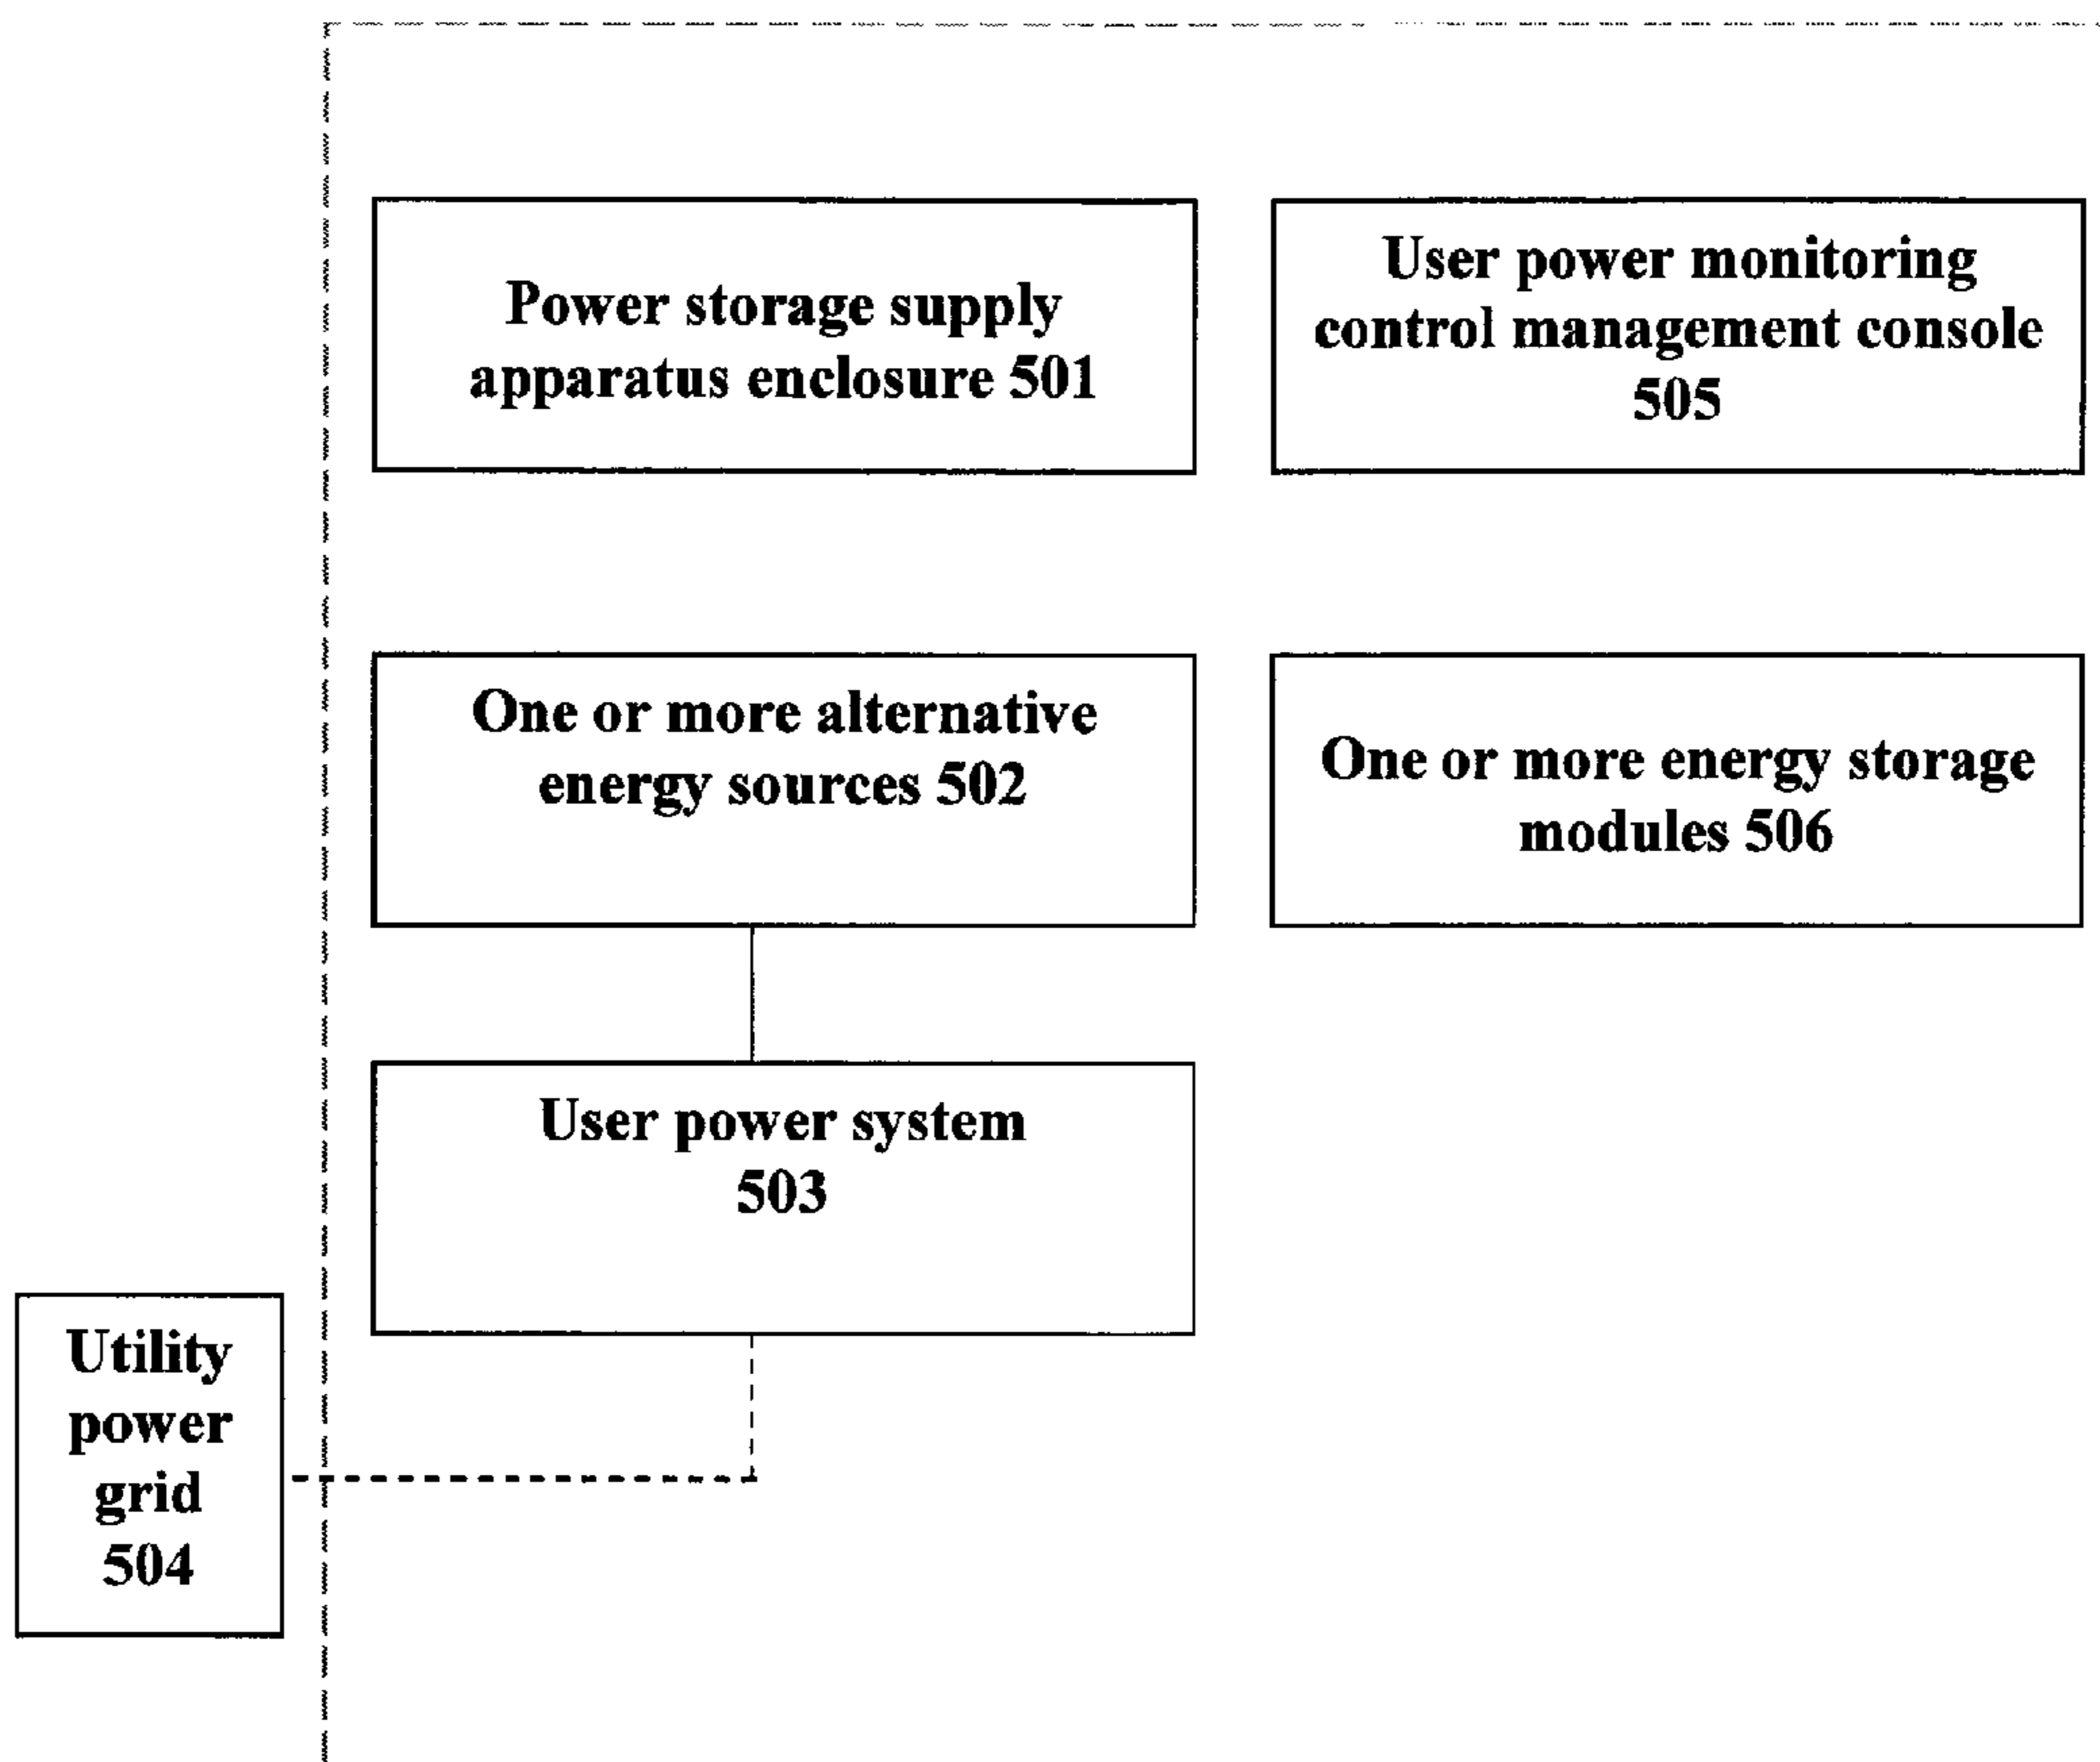 Power storage supply
apparatus enclosure 501
User power monitoring
control management console
505
One or more alternative
energy sources 502
One or more energy storage
modules 506
User power system
503
Utility
power
grid
504